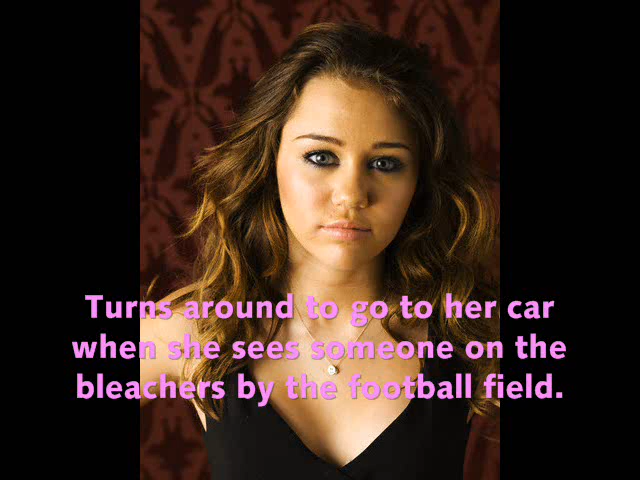 Turns around to go to her car
when she sees someone on the
bleachers by the football field.